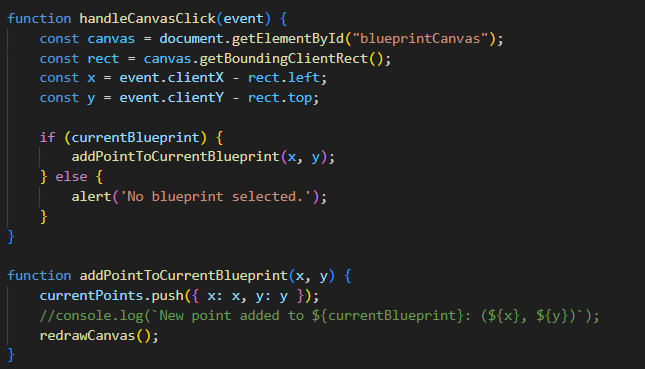 function handleCanvasClick(event) {
    const canvas = document.getElementById("blueprintCanvas");
    const rect = canvas.getBoundingClientRect();
    const x = event.clientX - rect.left;
    const y = event.clientY - rect.top;

    if (currentBlueprint) {
        addPointToCurrentBlueprint(x, y);
    } else {
        alert('No blueprint selected.');
    }
}

function addPointToCurrentBlueprint(x, y) {
    currentPoints.push({ x: x, y: y });
    //console.log(`New point added to ${currentBlueprint}: (${x}, ${y})`);
    redrawCanvas();
}